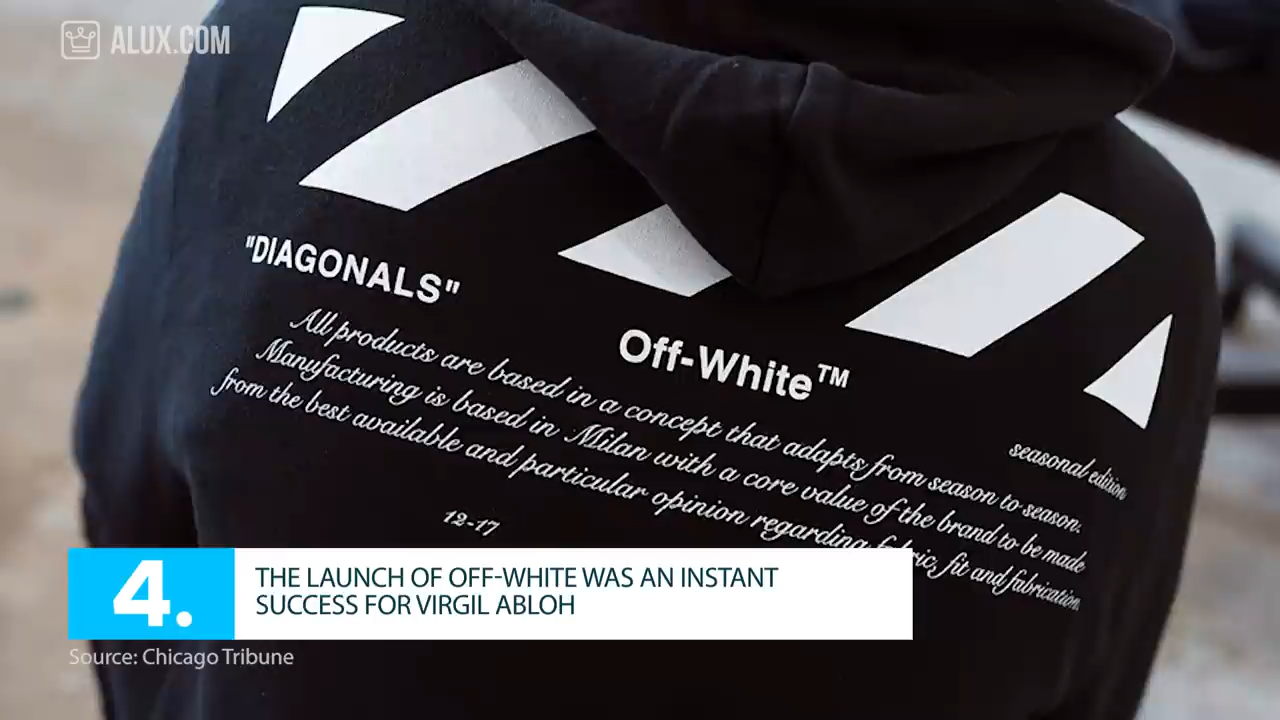 ALUX.COM
"DIAGONALS"
Off-White™
All products are based in a concept that adapts from season to season.
Manufacturing is based in Milan with a core value of the brand to be made
from the best available and particular opinion regarding fabric, fit and fabrication.
seasonal edition
12-17
4.
THE LAUNCH OF OFF-WHITE WAS AN INSTANT
SUCCESS FOR VIRGIL ABLOH
Source: Chicago Tribune